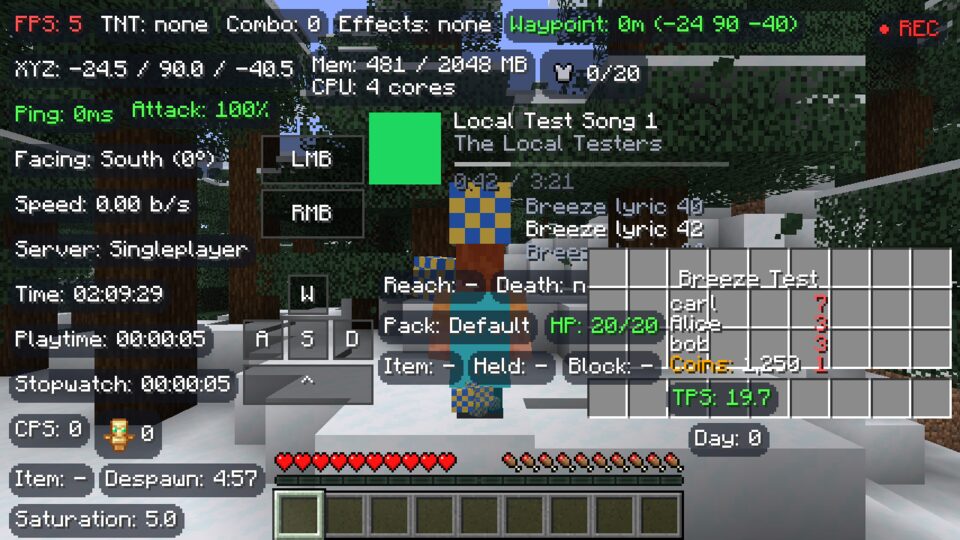 FPS: 5 TNT: none Combo: 0 Effects: none Waypoint: 0m (-24 90 -40) REC
XYZ: -24.5 / 90.0 / -40.5 Mem: 481 / 2048 MB
CPU: 4 cores
0/20
Ping: 0ms Attack: 100%
Local Test Song 1
The Local Testers
0:42 / 3:21
Facing: South (0°) LMB
Speed: 0.00 b/s RMB
Breeze lyric 40
Breeze lyric 42
Server: Singleplayer
Time: 02:09:29 W
Reach: - Death:
Breeze Test
carl 7
Alice 3
bob 3
Coins: 1,250 1
Playtime: 00:00:05 A S D
Pack: Default HP: 20/20
Stopwatch: 00:00:05 ^
Item: - Held: - Block: -
TPS: 19.7
CPS: 0 0
Day: 0
Item: - Despawn: 4:57
Saturation: 5.0